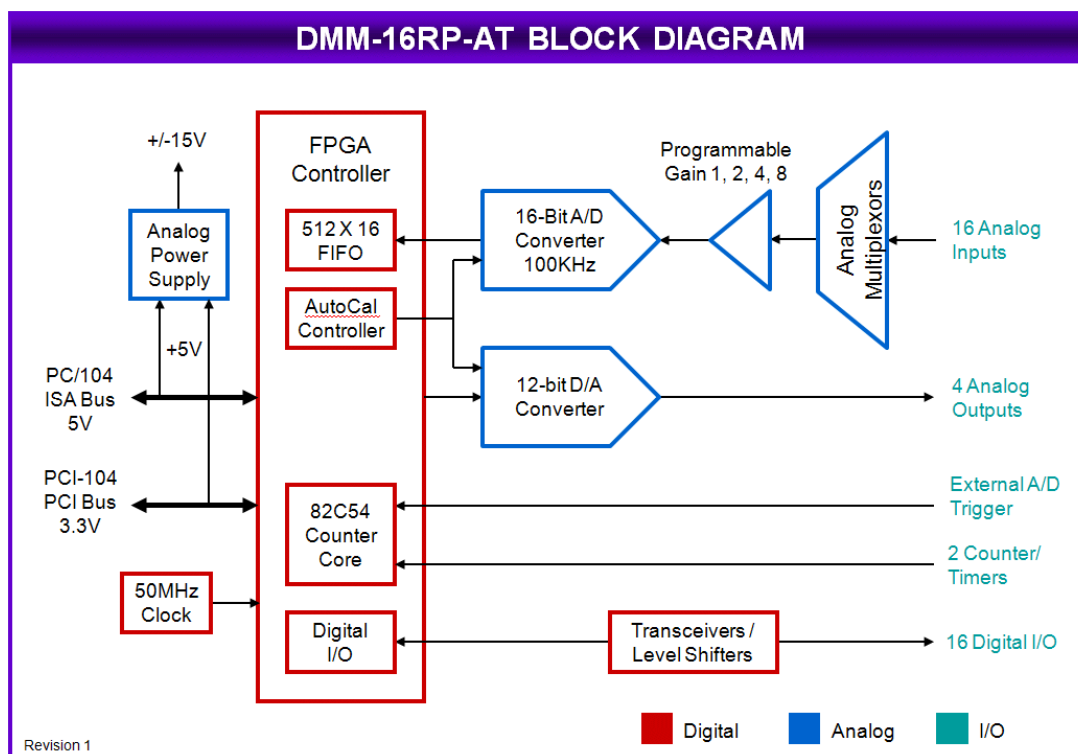 DMM-16RP-AT BLOCK DIAGRAM
+/-15V
Analog
Power
Supply
+5V
PC/104
ISA Bus
5V
PCI-104
PCI Bus
3.3V
50MHz
Clock
FPGA
Controller
512 X 16
FIFO
AutoCal
Controller
82C54
Counter
Core
Digital
I/O
16-Bit A/D
Converter
100KHz
12-bit D/A
Converter
Programmable
Gain 1, 2, 4, 8
Analog
Multiplexors
Transceivers /
Level Shifters
16 Analog
Inputs
4 Analog
Outputs
External A/D
Trigger
2 Counter/
Timers
16 Digital I/O
Digital
Analog
I/O
Revision 1